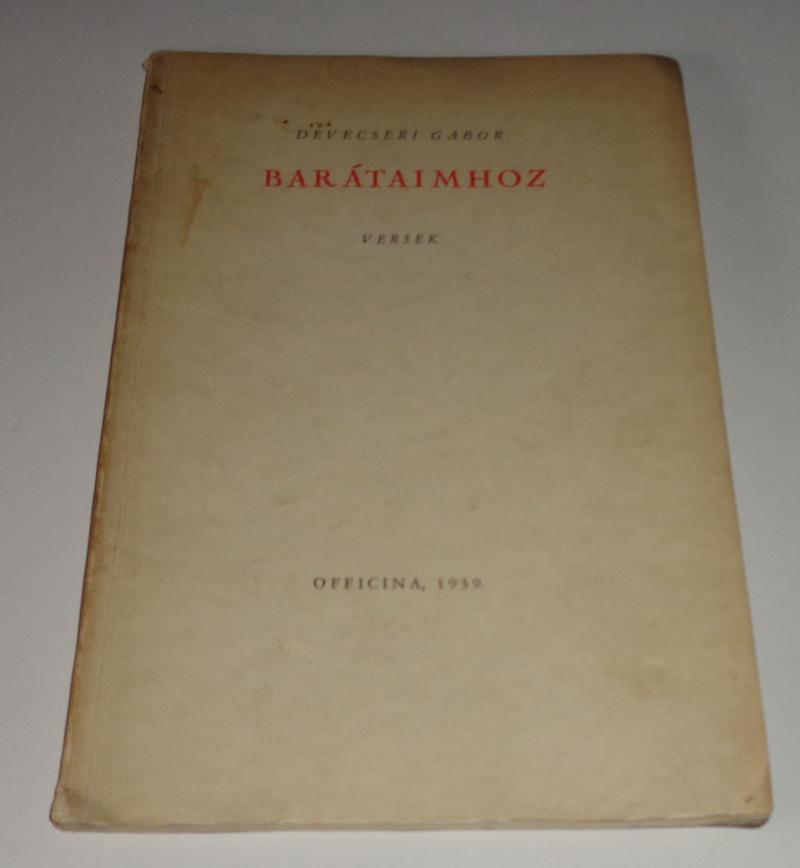 DEVECSERI GÁBOR
BARÁTAIMHOZ
VERSEK
OFFICINA, 1939.